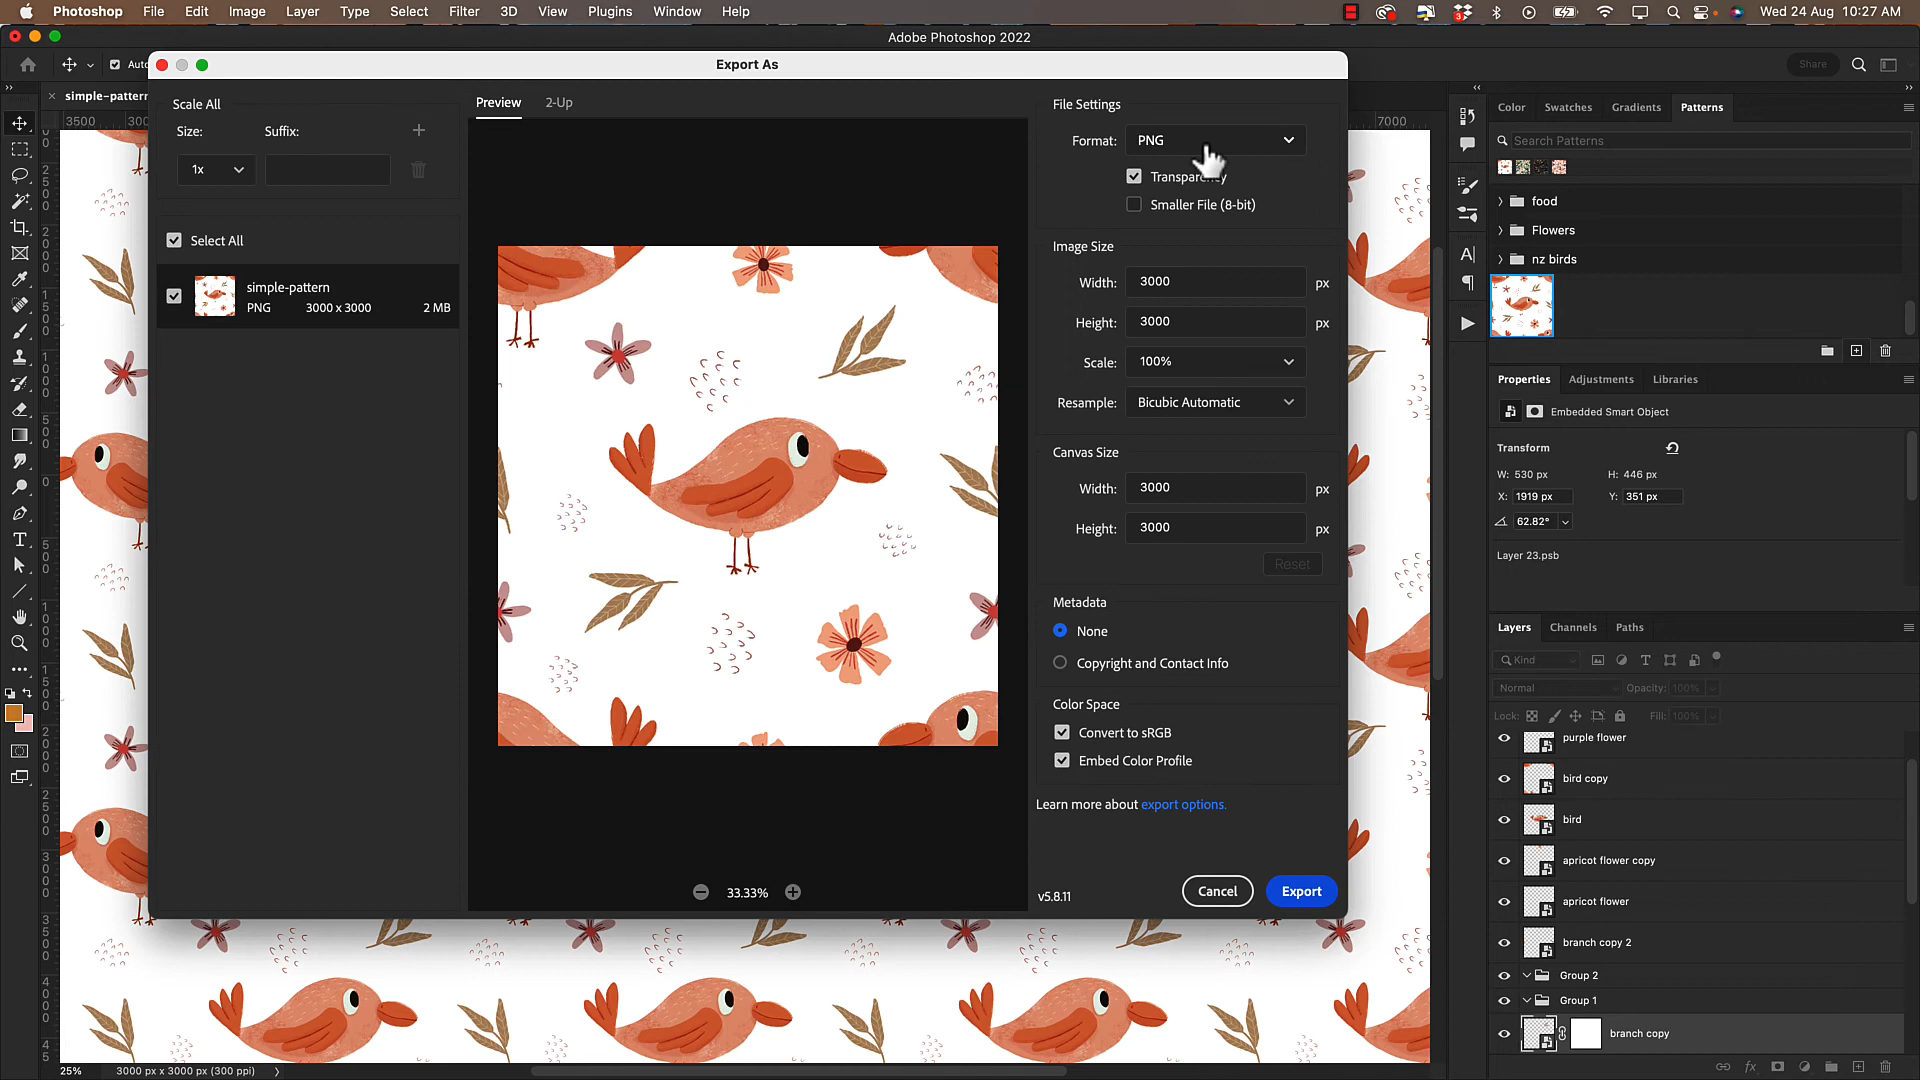 Photoshop File Edit Image Layer Type Select Filter 3D View Plugins Window Help Wed 24 Aug 10:27 AM
Adobe Photoshop 2022
Auto
Share
Export As
simple-pattern
Scale All
Size: Suffix:
1x
Select All
simple-pattern
PNG 3000 x 3000 2 MB
Preview 2-Up
33.33%
File Settings
Format: PNG
Transparency
Smaller File (8-bit)
Image Size
Width: 3000 px
Height: 3000 px
Scale: 100%
Resample: Bicubic Automatic
Canvas Size
Width: 3000 px
Height: 3000 px
Reset
Metadata
None
Copyright and Contact Info
Color Space
Convert to sRGB
Embed Color Profile
Learn more about export options.
v5.8.11
Cancel Export
3500 7000
Color Swatches Gradients Patterns
Search Patterns
food
Flowers
nz birds
Properties Adjustments Libraries
Embedded Smart Object
Transform
W: 530 px H: 446 px
X: 1919 px Y: 351 px
62.82°
Layer 23.psb
Layers Channels Paths
Kind
Normal Opacity: 100%
Lock: Fill: 100%
purple flower
bird copy
bird
apricot flower copy
apricot flower
branch copy 2
Group 2
Group 1
branch copy
25% 3000 px x 3000 px (300 ppi)